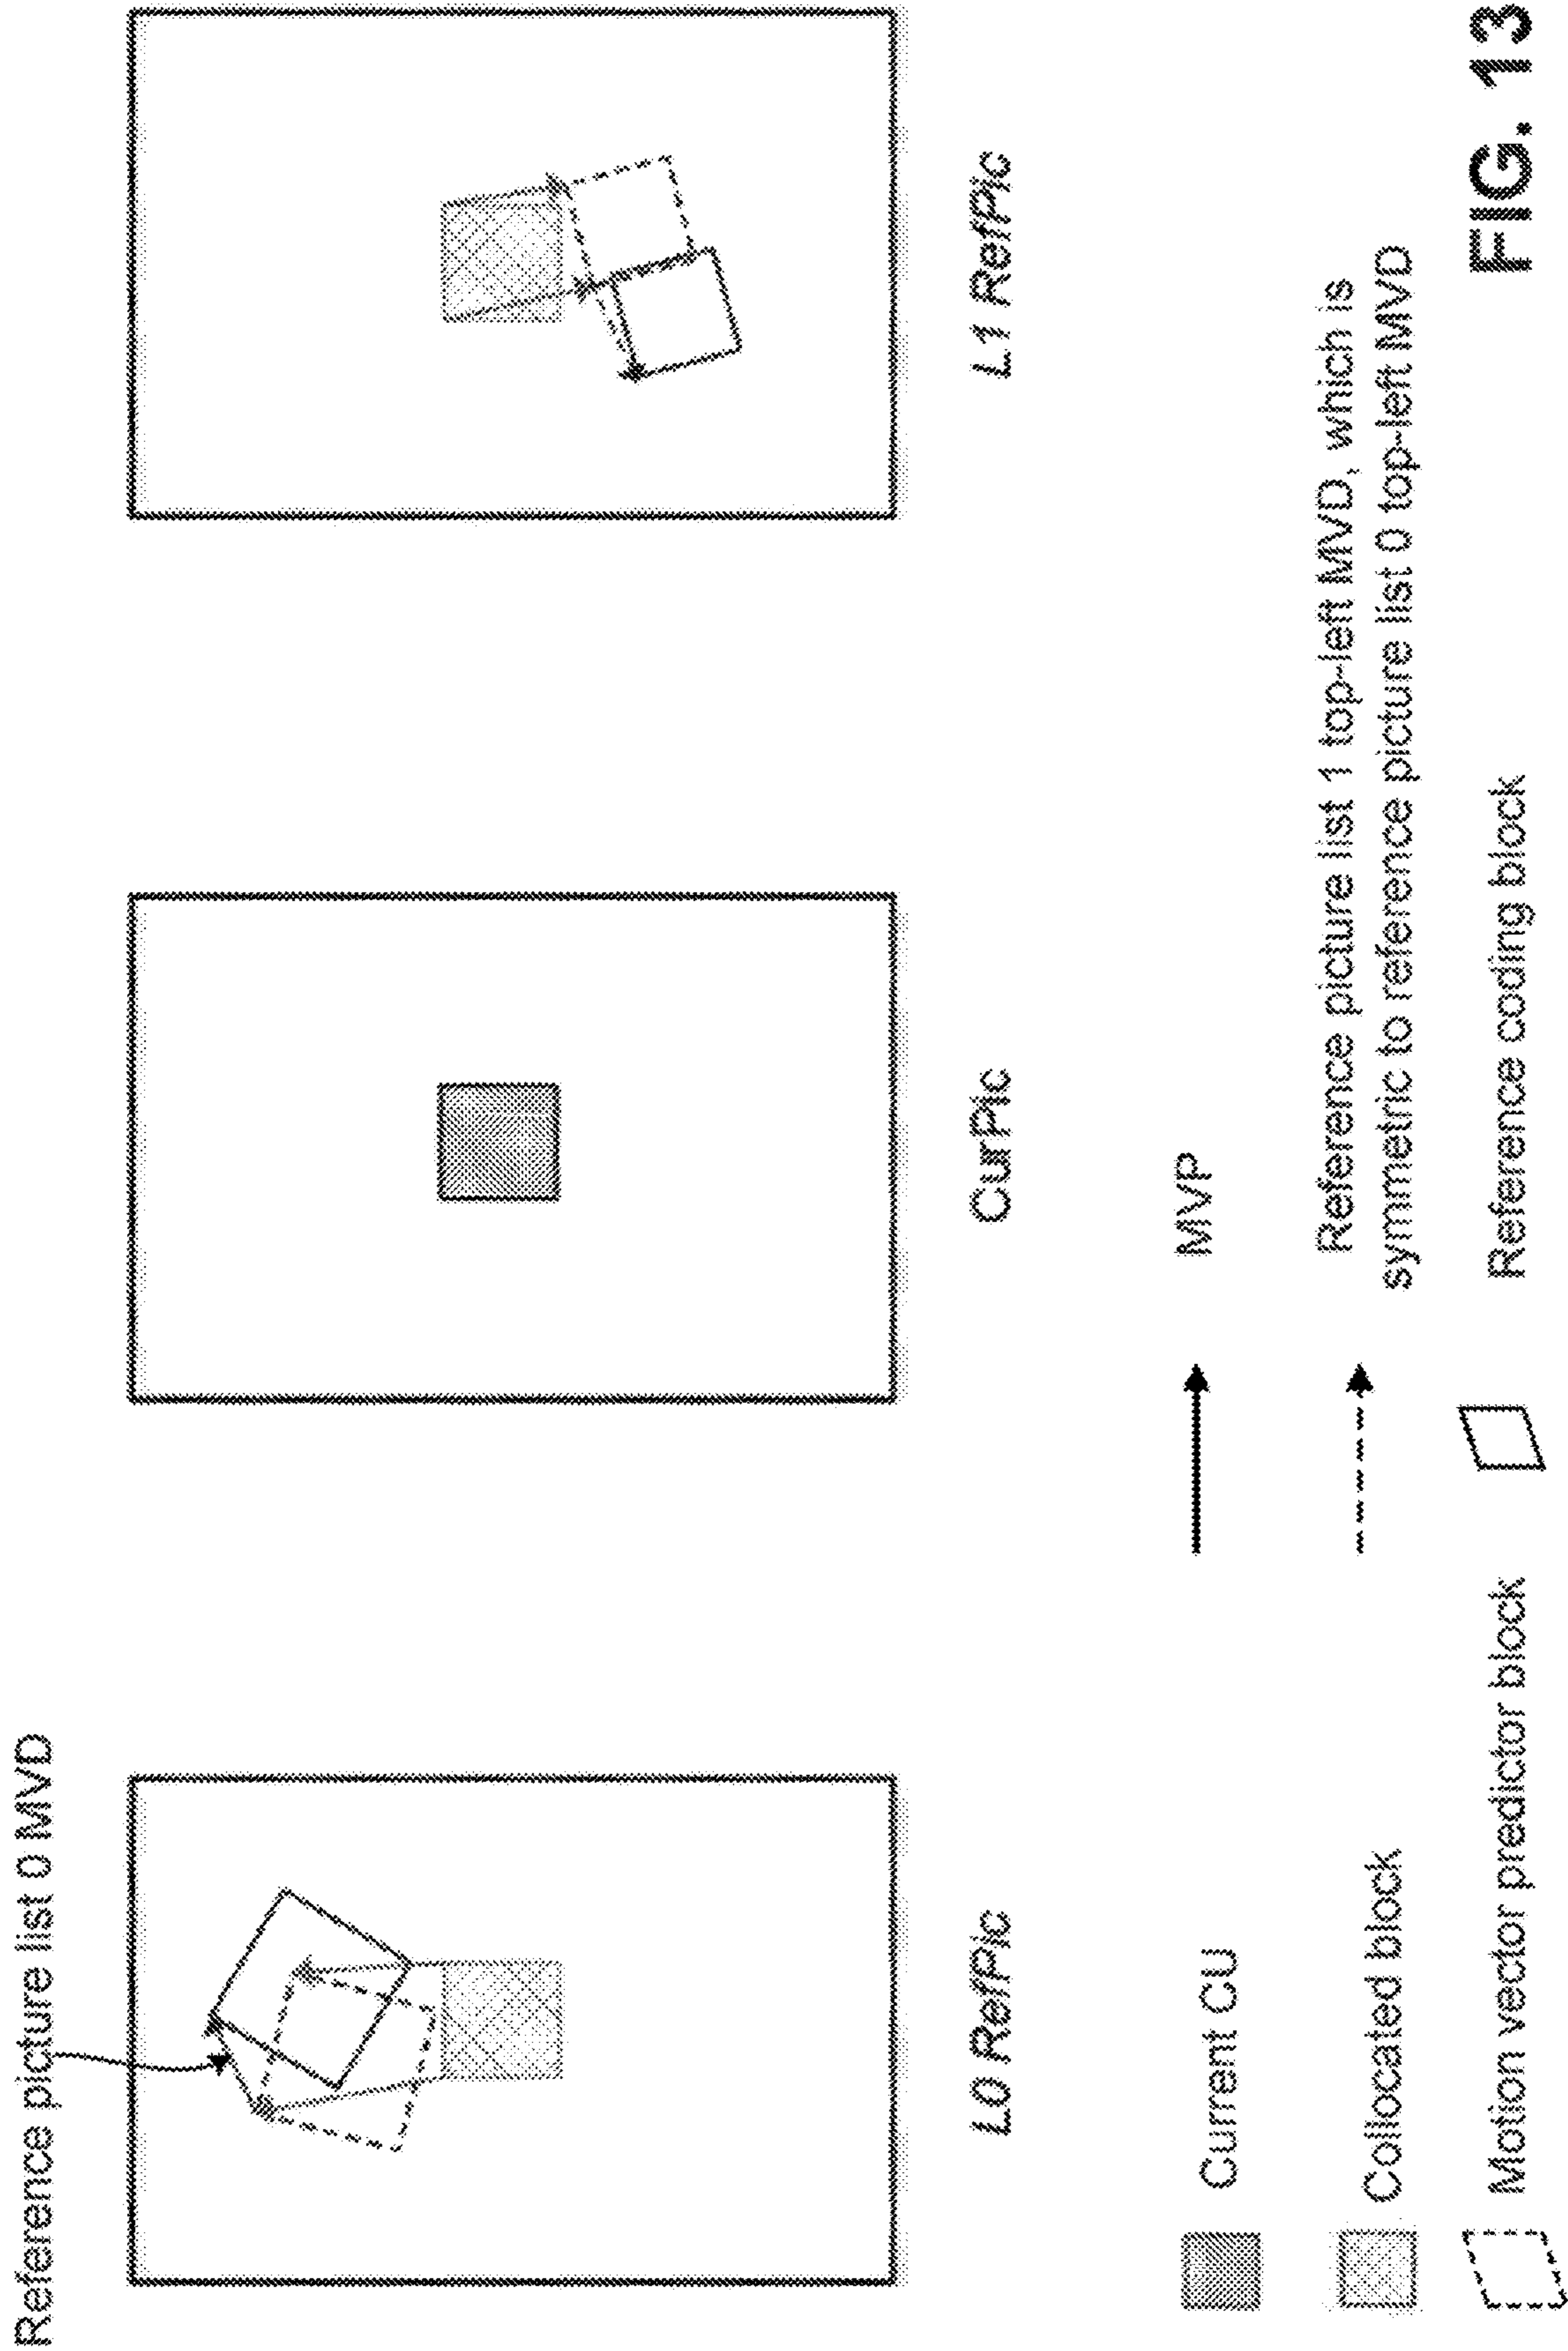 Reference picture list 0 MVD
L0 RefPic
CurPic
L1 RefPic
Current CU
MVP
Collocated block
Reference picture list 1 top-left MVD, which is
symmetric to reference picture list 0 top-left MVD
Motion vector predictor block
Reference coding block
FIG. 13